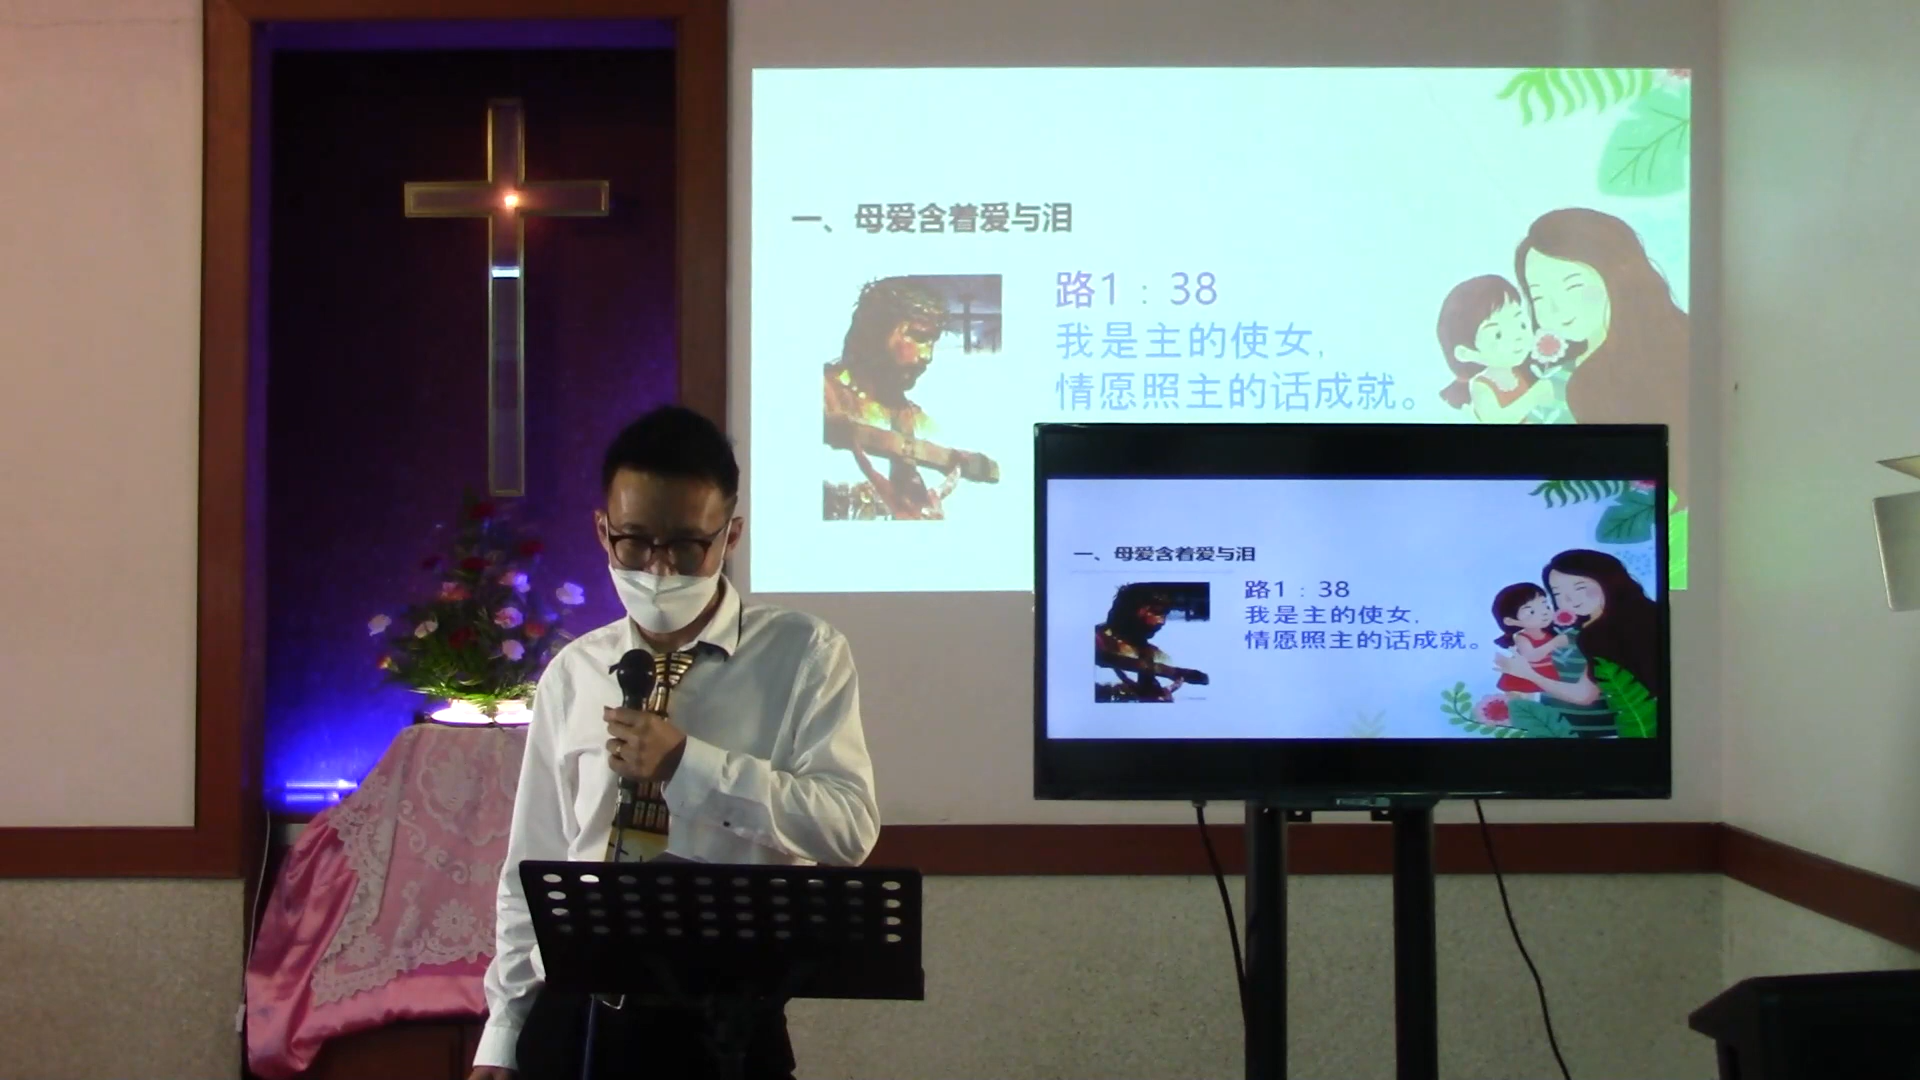 一、母爱含着爱与泪
路1：38
我是主的使女,
情愿照主的话成就。
一、母爱含着爱与泪
路1：38
我是主的使女,
情愿照主的话成就。